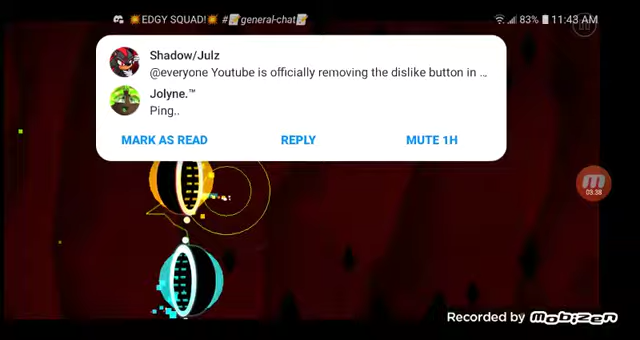 💥EDGY SQUAD!💥 #📝general-chat📝
83% 11:43 AM
Shadow/Julz
@everyone Youtube is officially removing the dislike button in …
Jolyne.™
Ping..
MARK AS READ REPLY MUTE 1H
03:38
Recorded by Mobizen